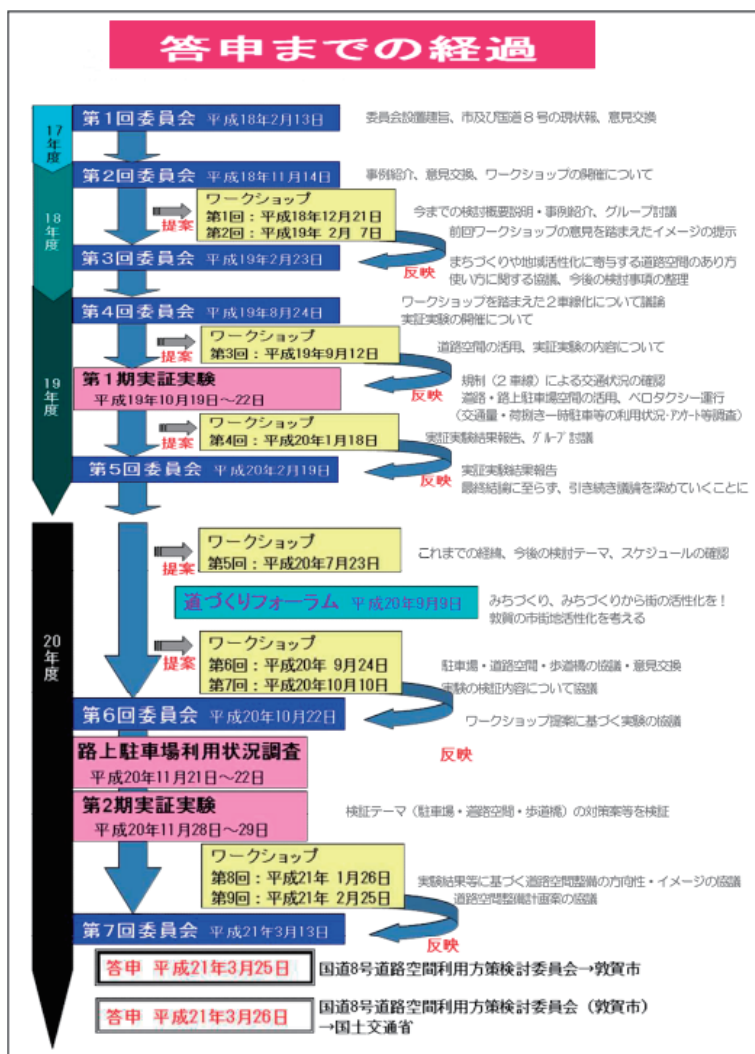 答申までの経過
17年度
第1回委員会 平成18年2月13日
委員会設置趣旨、市及び国道8号の現状報、意見交換
18年度
第2回委員会 平成18年11月14日
事例紹介、意見交換、ワークショップの開催について
提案
ワークショップ
第1回：平成18年12月21日
第2回：平成19年 2月 7日
今までの検討概要説明・事例紹介、グループ討議
前回ワークショップの意見を踏まえたイメージの提示
反映
第3回委員会 平成19年2月23日
まちづくりや地域活性化に寄与する道路空間のあり方
使い方に関する協議、今後の検討事項の整理
19年度
第4回委員会 平成19年8月24日
ワークショップを踏まえた2車線化について議論
実証実験の開催について
提案
ワークショップ
第3回：平成19年9月12日
道路空間の活用、実証実験の内容について
反映
第1期実証実験
平成19年10月19日～22日
規制（2車線）による交通状況の確認
道路・路上駐車場空間の活用、ベロタクシー運行
（交通量・荷捌き一時駐車等の利用状況・アンケート等調査）
提案
ワークショップ
第4回：平成20年1月18日
実証実験結果報告、グループ討議
反映
第5回委員会 平成20年2月19日
実証実験結果報告
最終結論に至らず、引き続き議論を深めていくことに
20年度
提案
ワークショップ
第5回：平成20年7月23日
これまでの経緯、今後の検討テーマ、スケジュールの確認
道づくりフォーラム 平成20年9月9日
みちづくり、みちづくりから街の活性化を！
敦賀の市街地活性化を考える
提案
ワークショップ
第6回：平成20年 9月24日
第7回：平成20年10月10日
駐車場・道路空間・歩道橋の協議・意見交換
実験の検証内容について協議
第6回委員会 平成20年10月22日
ワークショップ提案に基づく実験の協議
反映
路上駐車場利用状況調査
平成20年11月21日～22日
第2期実証実験
平成20年11月28日～29日
検証テーマ（駐車場・道路空間・歩道橋）の対策案等を検証
ワークショップ
第8回：平成21年 1月26日
第9回：平成21年 2月25日
実験結果等に基づく道路空間整備の方向性・イメージの協議
道路空間整備計画案の協議
反映
第7回委員会 平成21年3月13日
答申 平成21年3月25日
国道8号道路空間利用方策検討委員会→敦賀市
答申 平成21年3月26日
国道8号道路空間利用方策検討委員会（敦賀市）
→国土交通省